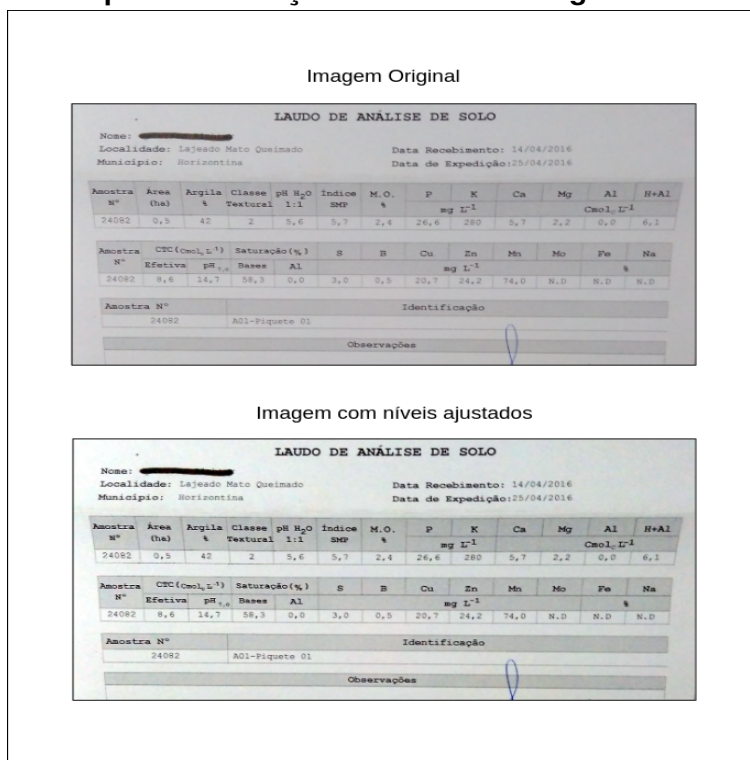 Imagem Original
LAUDO DE ANÁLISE DE SOLO
Nome:
Localidade: Lajeado Mato Queimado Data Recebimento: 14/04/2016
Município: Horizontina Data de Expedição:25/04/2016
Amostra Área Argila Classe pH H2O Índice M.O. P K Ca Mg Al H+Al
Nº (ha) % Textural 1:1 SMP % mg L-1 Cmolc L-1
24082 0,5 42 2 5,6 5,7 2,4 26,6 280 5,7 2,2 0,0 6,1
Amostra CTC(Cmolc L-1) Saturação(%) S B Cu Zn Mn Mo Fe Na
Nº Efetiva pH7,0 Bases Al mg L-1 %
24082 8,6 14,7 58,3 0,0 3,0 0,5 20,7 24,2 74,0 N.D N.D N.D
Amostra Nº Identificação
24082 A01-Piquete 01
Observações
Imagem com níveis ajustados
LAUDO DE ANÁLISE DE SOLO
Nome:
Localidade: Lajeado Mato Queimado Data Recebimento: 14/04/2016
Município: Horizontina Data de Expedição:25/04/2016
Amostra Área Argila Classe pH H2O Índice M.O. P K Ca Mg Al H+Al
Nº (ha) % Textural 1:1 SMP % mg L-1 Cmolc L-1
24082 0,5 42 2 5,6 5,7 2,4 26,6 280 5,7 2,2 0,0 6,1
Amostra CTC(Cmolc L-1) Saturação(%) S B Cu Zn Mn Mo Fe Na
Nº Efetiva pH7,0 Bases Al mg L-1 %
24082 8,6 14,7 58,3 0,0 3,0 0,5 20,7 24,2 74,0 N.D N.D N.D
Amostra Nº Identificação
24082 A01-Piquete 01
Observações